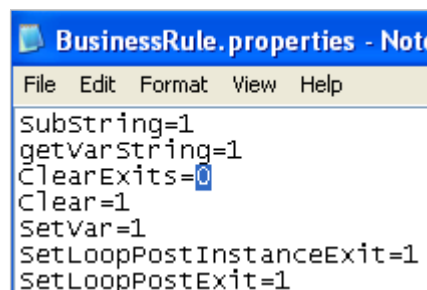 BusinessRule.properties - Note
File Edit Format View Help
SubString=1
getVarString=1
ClearExits=0
Clear=1
SetVar=1
SetLoopPostInstanceExit=1
SetLoopPostExit=1